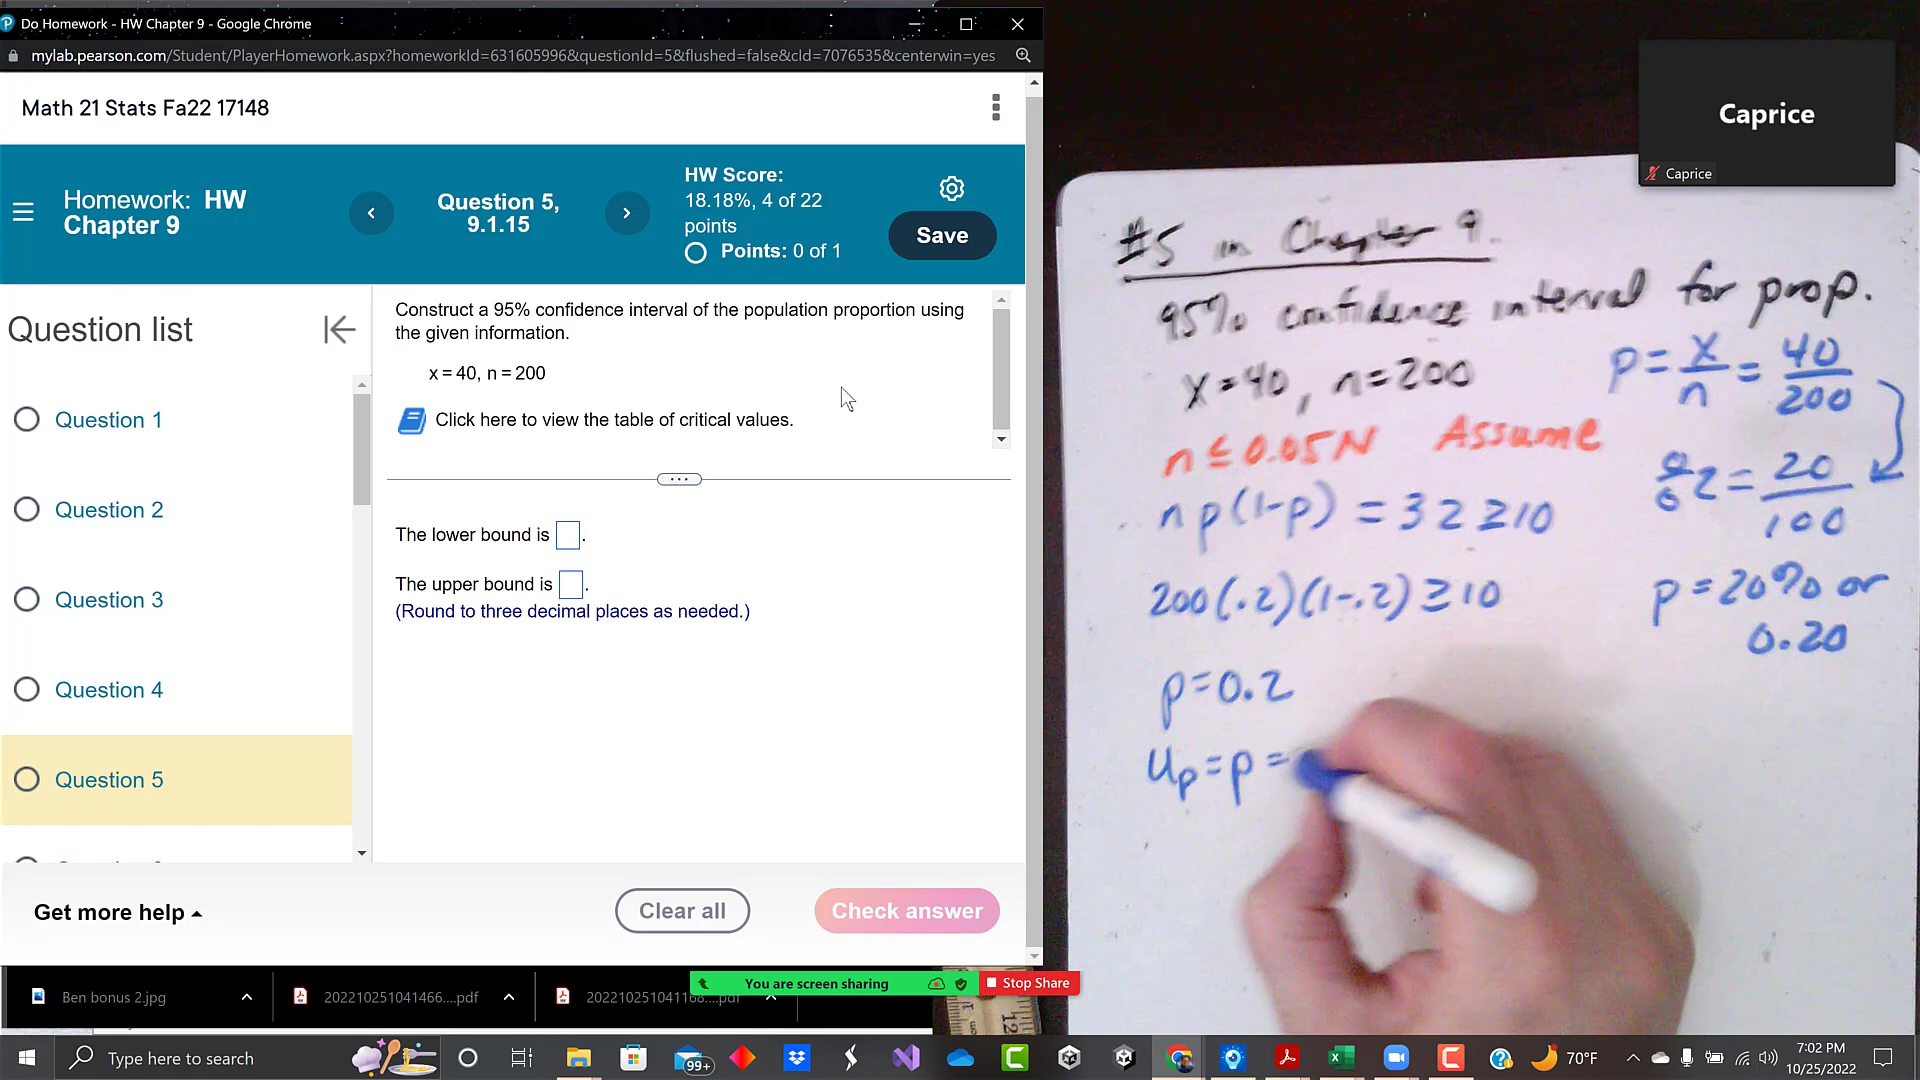 Do Homework - HW Chapter 9 - Google Chrome
mylab.pearson.com/Student/PlayerHomework.aspx?homeworkId=631605996&questionId=5&flushed=false&cId=7076535&centerwin=yes
Math 21 Stats Fa22 17148
Homework: HW Chapter 9
Question 5, 9.1.15
HW Score: 18.18%, 4 of 22 points
Points: 0 of 1
Save
Question list
Question 1
Question 2
Question 3
Question 4
Question 5
Construct a 95% confidence interval of the population proportion using
the given information.
x = 40, n = 200
Click here to view the table of critical values.
The lower bound is .
The upper bound is .
(Round to three decimal places as needed.)
Get more help
Clear all
Check answer
Caprice
Caprice
#5 in Chapter 9.
95% confidence interval for prop.
x=40, n=200
p = x/n = 40/200
n ≤ 0.05N Assume
= 20/100
np(1-p) = 32 ≥ 10
200(.2)(1-.2) ≥ 10
p = 20% or
0.20
p=0.2
up = p =
Ben bonus 2.jpg
202210251041466....pdf
You are screen sharing
Stop Share
Type here to search
99+
70°F
7:02 PM
10/25/2022